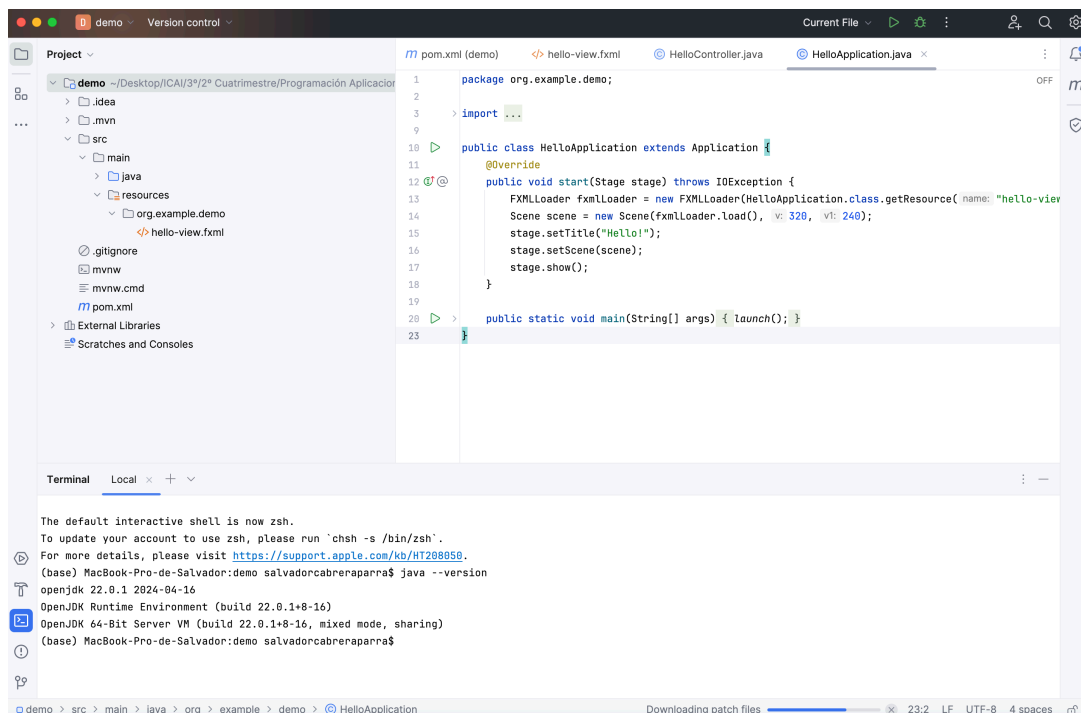 D demo Version control Current File
Project
pom.xml (demo) hello-view.fxml HelloController.java HelloApplication.java
demo ~/Desktop/ICAI/3º/2º Cuatrimestre/Programación Aplicacior
.idea
.mvn
src
main
java
resources
org.example.demo
hello-view.fxml
.gitignore
mvnw
mvnw.cmd
pom.xml
External Libraries
Scratches and Consoles
OFF
1 package org.example.demo;
2
3 import ...
9
10 public class HelloApplication extends Application {
11 @Override
12 public void start(Stage stage) throws IOException {
13 FXMLLoader fxmlLoader = new FXMLLoader(HelloApplication.class.getResource( name: "hello-view
14 Scene scene = new Scene(fxmlLoader.load(), v: 320, v1: 240);
15 stage.setTitle("Hello!");
16 stage.setScene(scene);
17 stage.show();
18 }
19
20 public static void main(String[] args) { launch(); }
23 }
Terminal Local
The default interactive shell is now zsh.
To update your account to use zsh, please run `chsh -s /bin/zsh`.
For more details, please visit https://support.apple.com/kb/HT208050.
(base) MacBook-Pro-de-Salvador:demo salvadorcabreraparra$ java --version
openjdk 22.0.1 2024-04-16
OpenJDK Runtime Environment (build 22.0.1+8-16)
OpenJDK 64-Bit Server VM (build 22.0.1+8-16, mixed mode, sharing)
(base) MacBook-Pro-de-Salvador:demo salvadorcabreraparra$
demo > src > main > java > org > example > demo > HelloApplication Downloading patch files 23:2 LF UTF-8 4 spaces